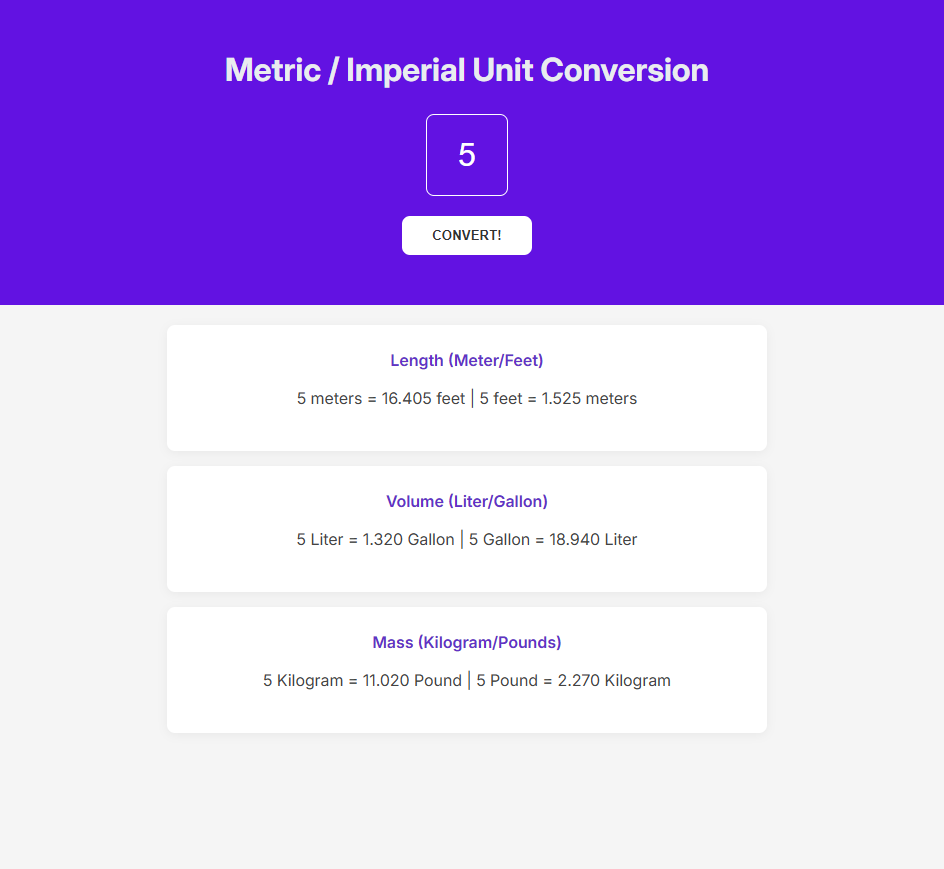 Metric / Imperial Unit Conversion
5
CONVERT!
Length (Meter/Feet)
5 meters = 16.405 feet | 5 feet = 1.525 meters
Volume (Liter/Gallon)
5 Liter = 1.320 Gallon | 5 Gallon = 18.940 Liter
Mass (Kilogram/Pounds)
5 Kilogram = 11.020 Pound | 5 Pound = 2.270 Kilogram